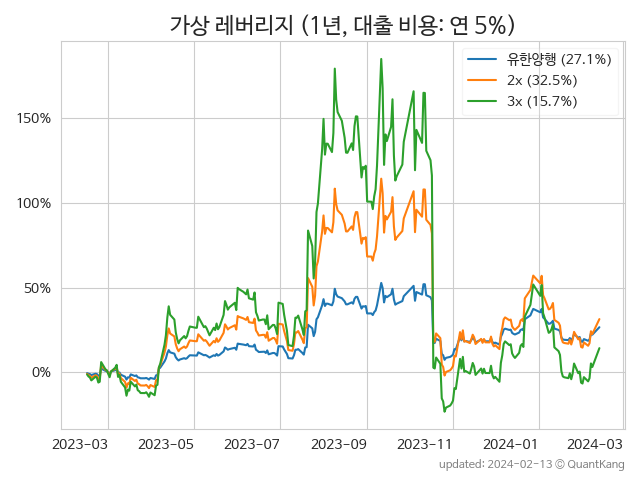 가상 레버리지 (1년, 대출 비용: 연 5%)
유한양행 (27.1%)
2x (32.5%)
3x (15.7%)
150%
100%
50%
0%
2023-03 2023-05 2023-07 2023-09 2023-11 2024-01 2024-03
updated: 2024-02-13 © QuantKang